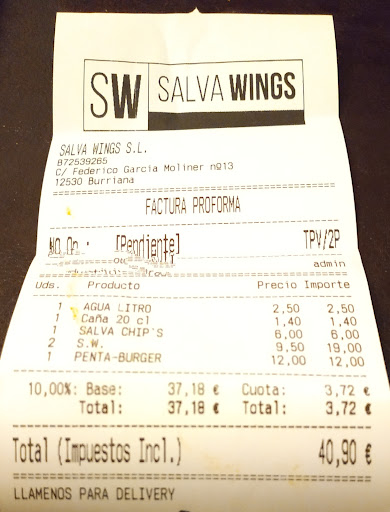 SW SALVA WINGS
SALVA WINGS S.L.
B72539265
C/ Federico Garcia Moliner nº13
12530 Burriana
FACTURA PROFORMA
NO Op.: [Pendiente] TPV/2P
admin
Uds. Producto Precio Importe
1 AGUA LITRO 2,50 2,50
1 Caña 20 cl 1,40 1,40
1 SALVA CHIP'S 6,00 6,00
2 S.W. 9,50 19,00
1 PENTA-BURGER 12,00 12,00
10,00%: Base: 37,18 € Cuota: 3,72 €
Total: 37,18 € Total: 3,72 €
Total (Impuestos Incl.) 40,90 €
LLAMENOS PARA DELIVERY